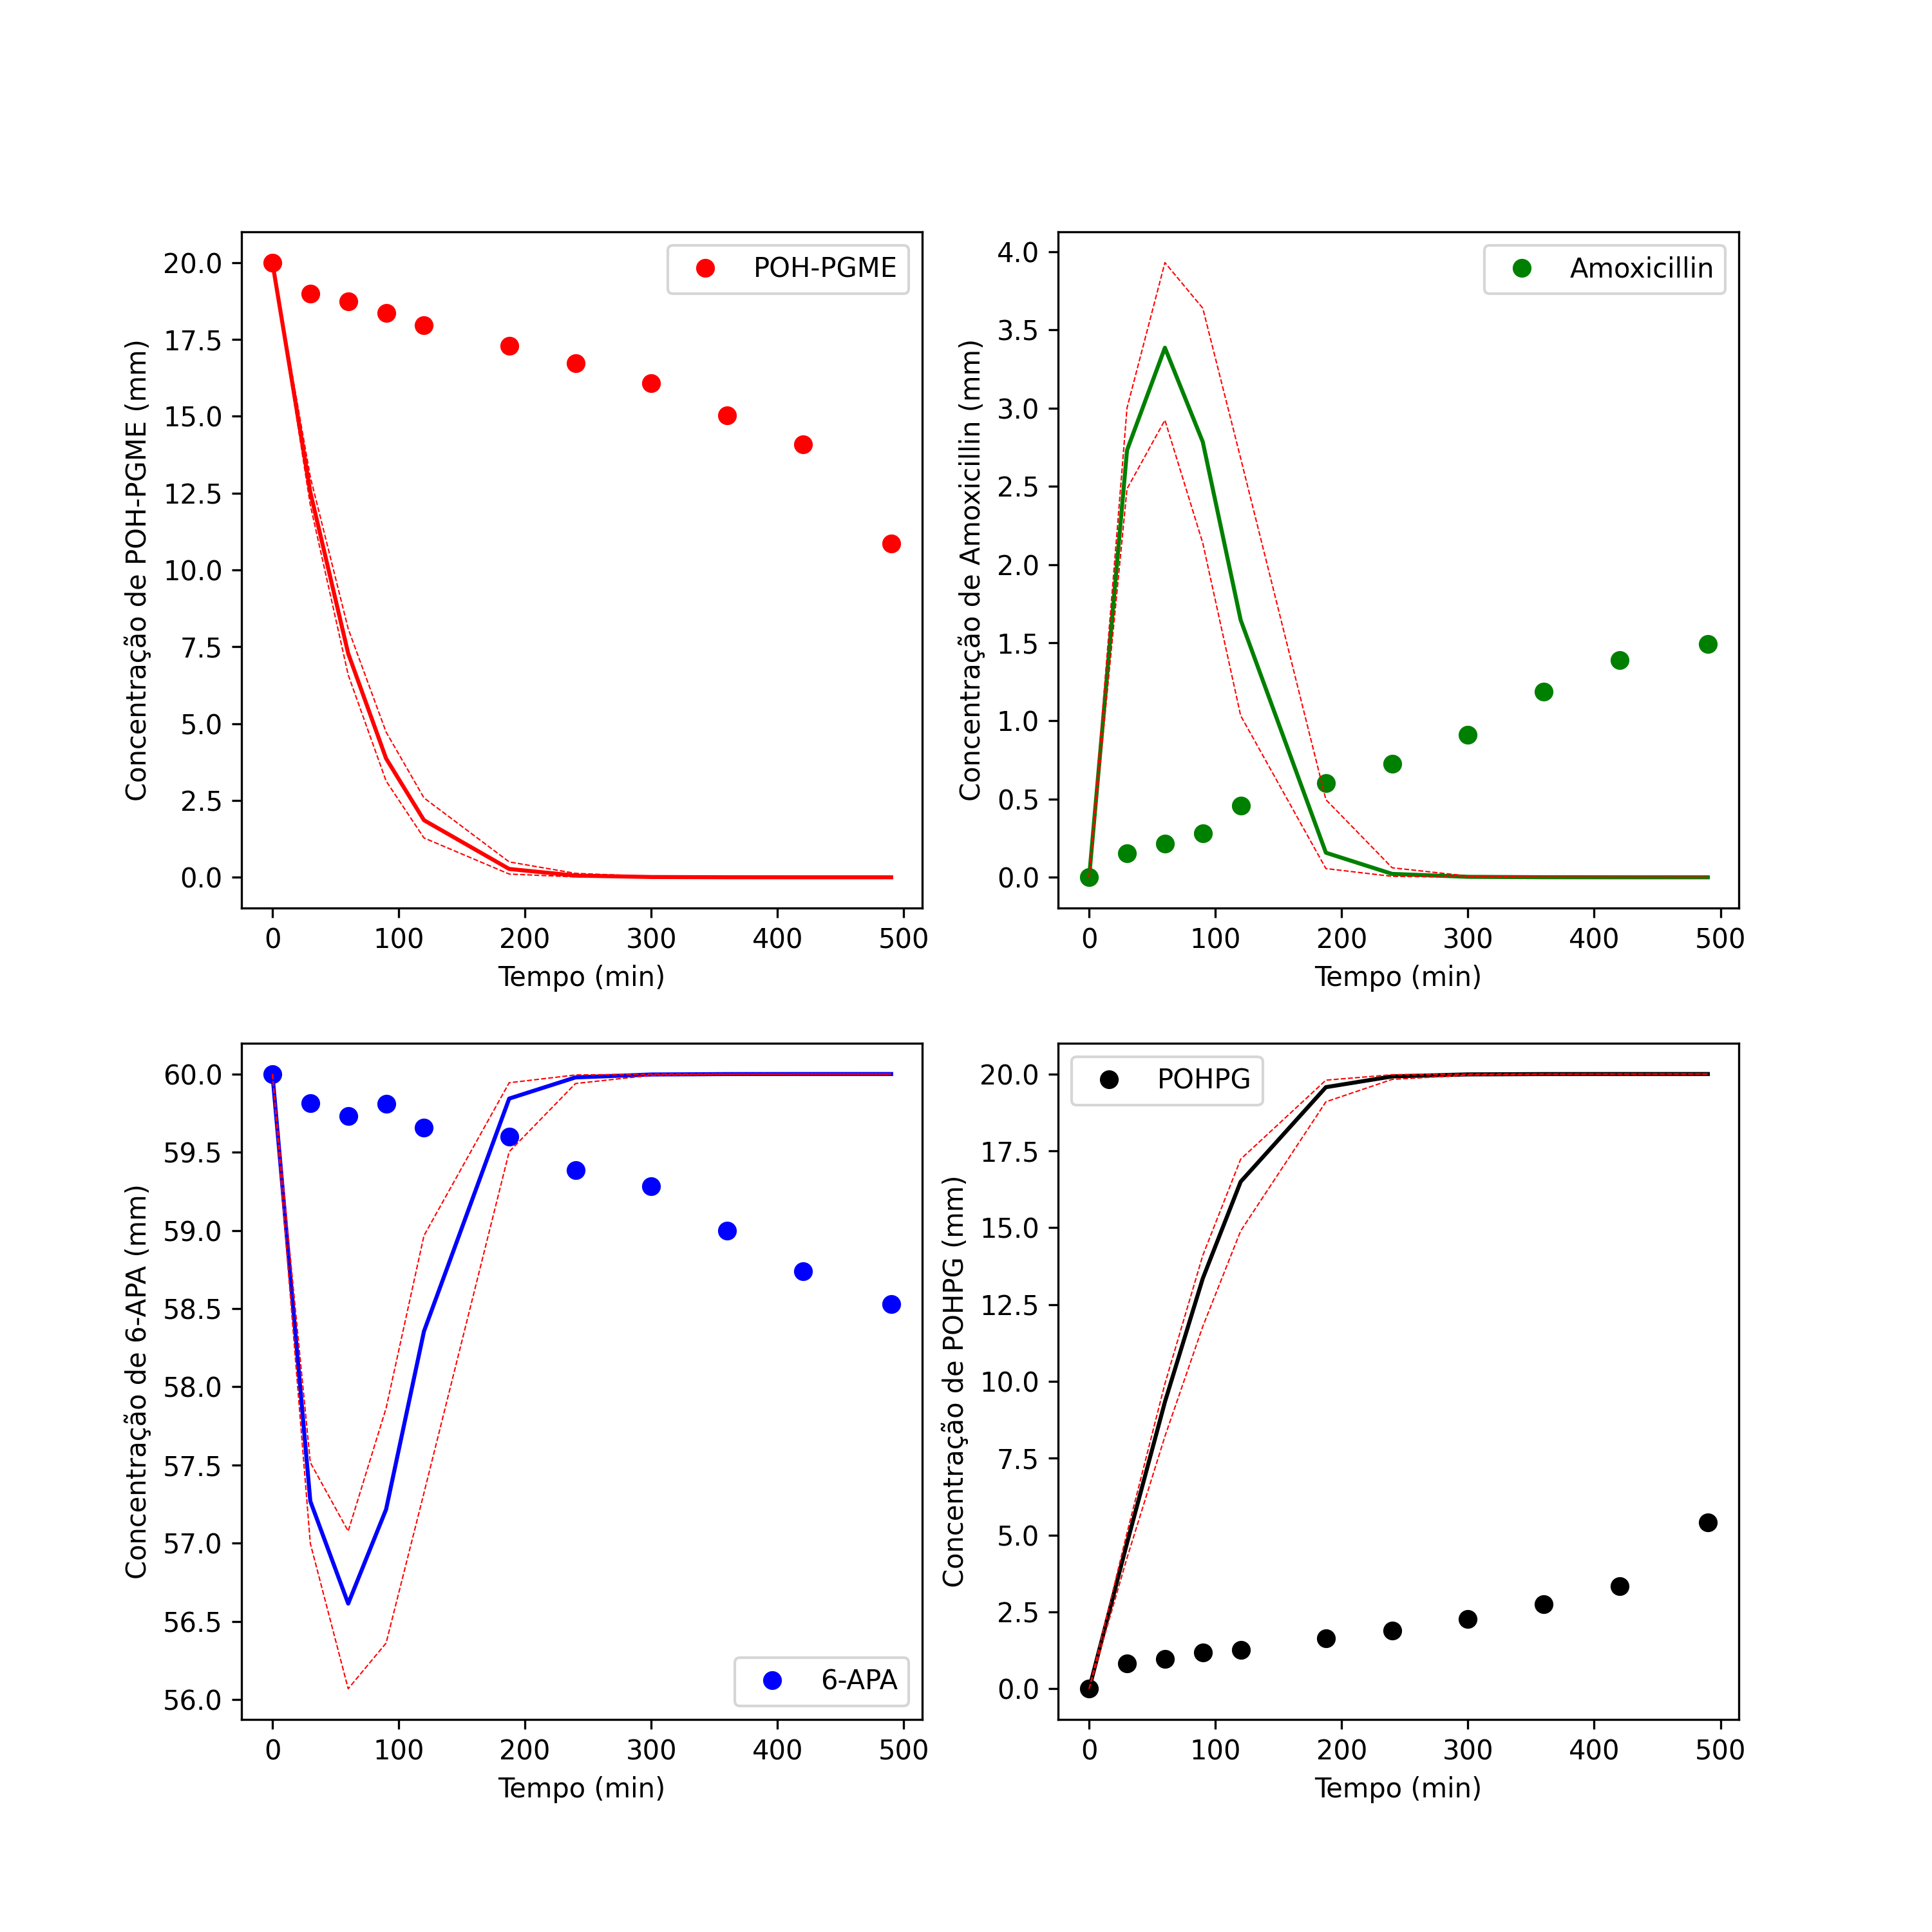 POH-PGME
20.0
17.5
15.0
12.5
10.0
7.5
5.0
2.5
0.0
Concentração de POH-PGME (mm)
0 100 200 300 400 500
Tempo (min)
Amoxicillin
4.0
3.5
3.0
2.5
2.0
1.5
1.0
0.5
0.0
Concentração de Amoxicillin (mm)
0 100 200 300 400 500
Tempo (min)
60.0
59.5
59.0
58.5
58.0
57.5
57.0
56.5
56.0
Concentração de 6-APA (mm)
6-APA
0 100 200 300 400 500
Tempo (min)
POHPG
20.0
17.5
15.0
12.5
10.0
7.5
5.0
2.5
0.0
Concentração de POHPG (mm)
0 100 200 300 400 500
Tempo (min)